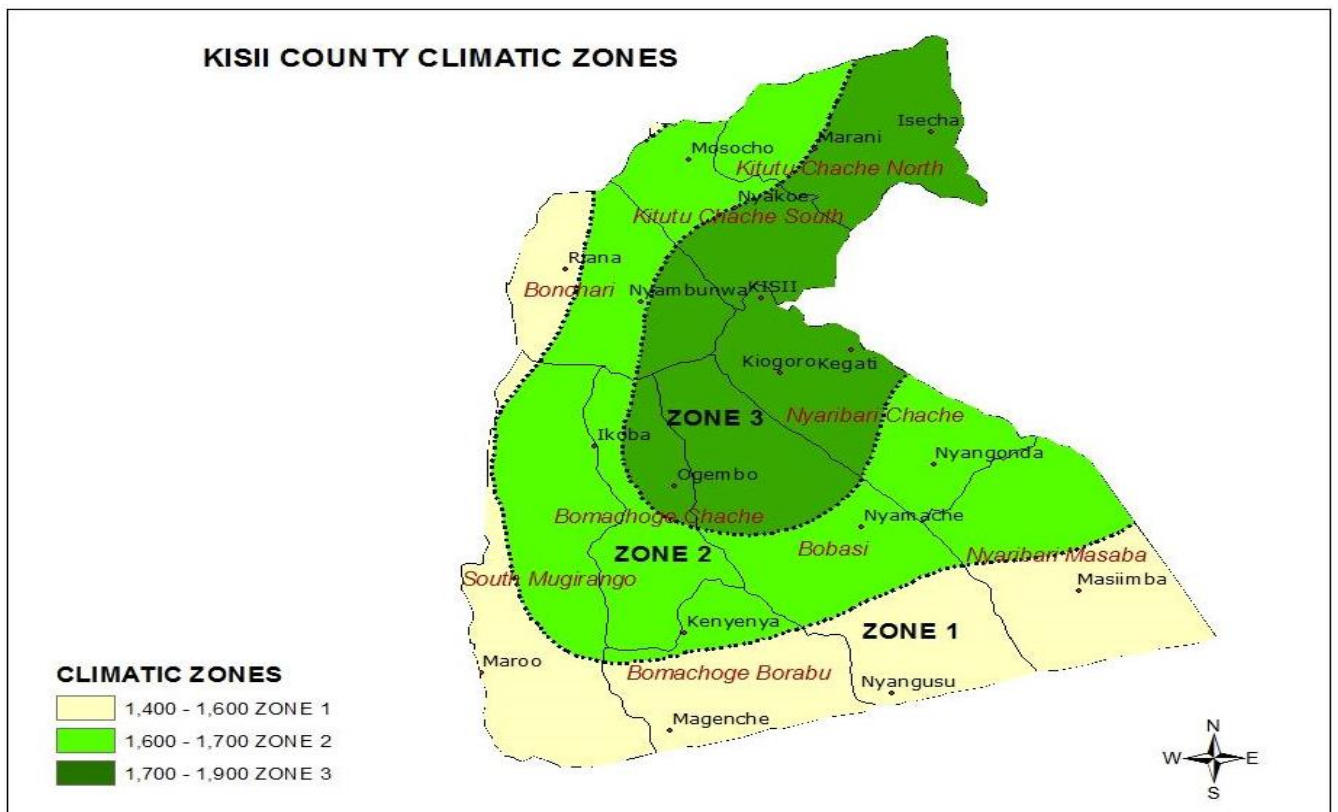 KISII COUNTY CLIMATIC ZONES
Isecha
Marani
Mosocho
Kitutu Chache North
Nyakoe
Kitutu Chache South
Riana
Bonchari
Nyambunwa
KISII
Kiogoro
Kegati
ZONE 3
Nyaribari Chache
Ikoba
Nyangonda
Ogembo
Bomachoge Chache
Nyamache
ZONE 2
Bobasi
Nyaribari Masaba
South Mugirango
Masiimba
Kenyenya
ZONE 1
Maroo
Bomachoge Borabu
Nyangusu
Magenche
CLIMATIC ZONES
1,400 - 1,600 ZONE 1
1,600 - 1,700 ZONE 2
1,700 - 1,900 ZONE 3
N
W E
S